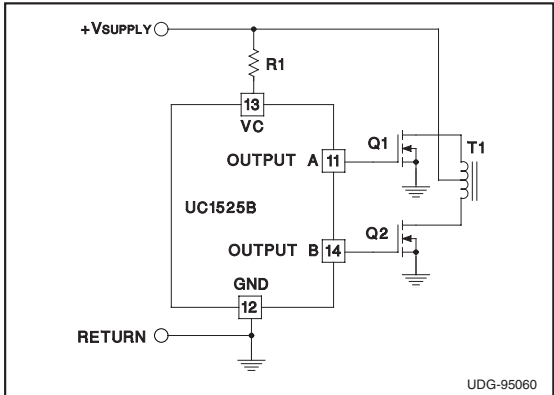 +VSUPPLY
R1
13
VC
Q1
T1
OUTPUT A 11
UC1525B
Q2
OUTPUT B 14
GND
12
RETURN
UDG-95060